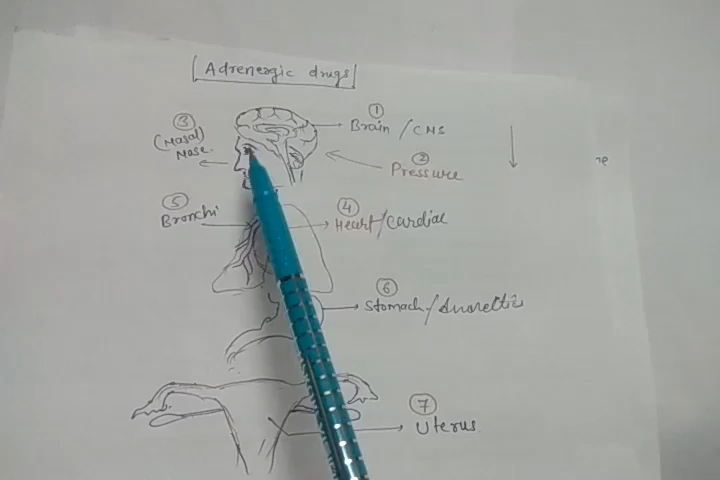 Adrenergic drugs
① Brain / CNS
③ (Nasal) Nose.
② Pressure
⑤ Bronchi
④ Heart/Cardiac
⑥ Stomach/Anorectic
⑦ Uterus